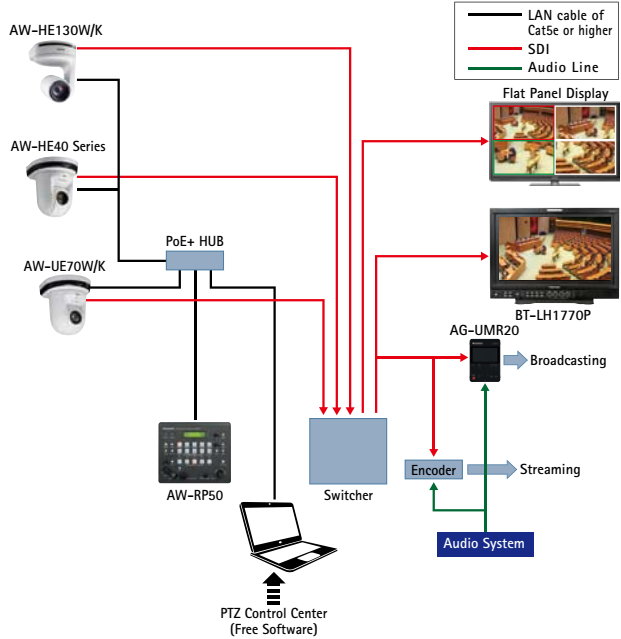 AW-HE130W/K
LAN cable of
Cat5e or higher
SDI
Audio Line
Flat Panel Display
AW-HE40 Series
PoE+ HUB
AW-UE70W/K
BT-LH1770P
AG-UMR20
Broadcasting
Encoder
Streaming
AW-RP50
Switcher
Audio System
PTZ Control Center
(Free Software)